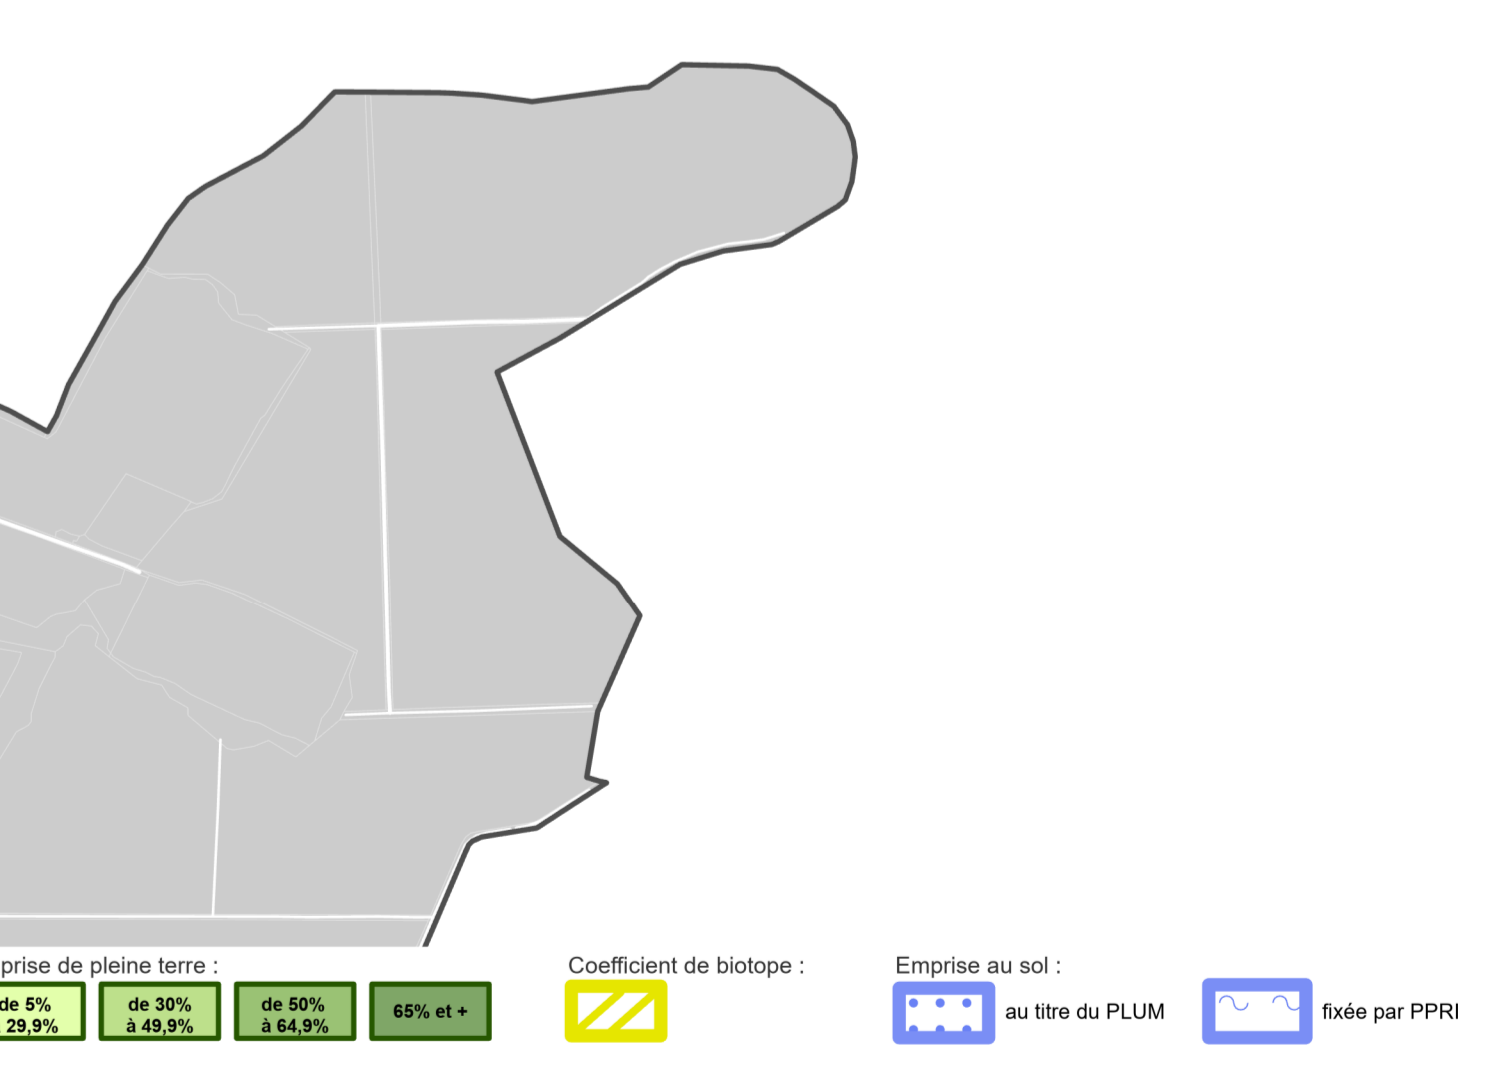 prise de pleine terre :
Coefficient de biotope :
Emprise au sol :
de 5%
29,9%
de 30%
à 49,9%
de 50%
à 64,9%
65% et +
au titre du PLUM
fixée par PPRI